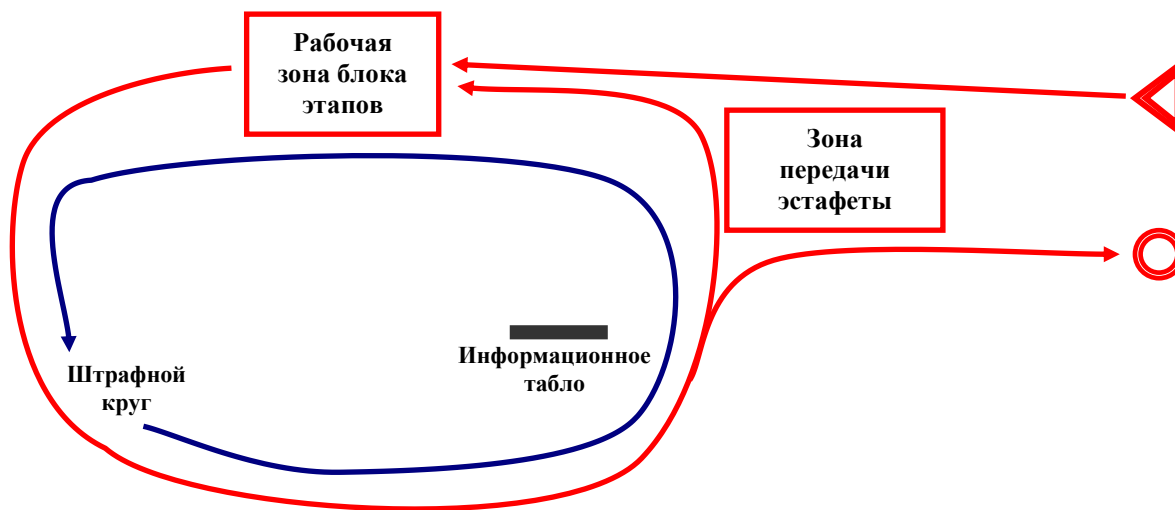 Рабочая
зона блока
этапов
Зона
передачи
эстафеты
Информационное
табло
Штрафной
круг